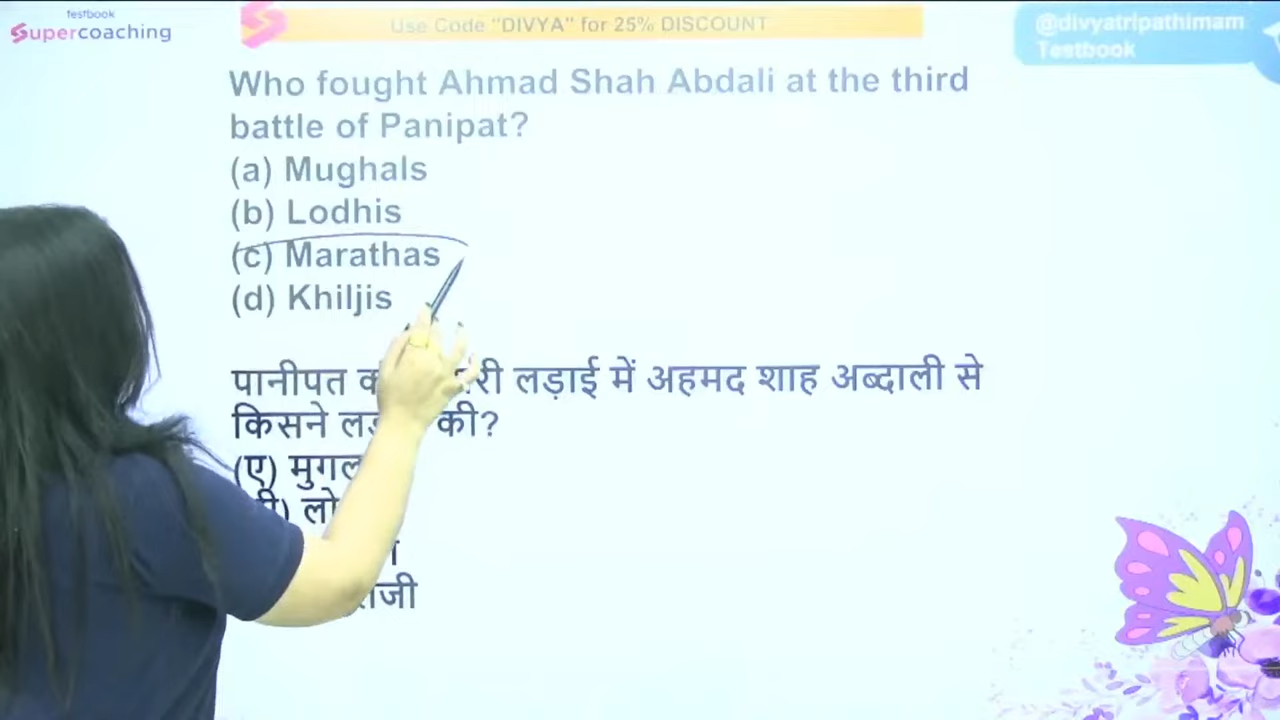 testbook
Supercoaching
Use Code "DIVYA" for 25% DISCOUNT
@divyatripathimam
Testbook
Who fought Ahmad Shah Abdali at the third
battle of Panipat?
(a) Mughals
(b) Lodhis
(c) Marathas
(d) Khiljis
पानीपत लड़ाई में अहमद शाह अब्दाली से
किसने की?
(ए)